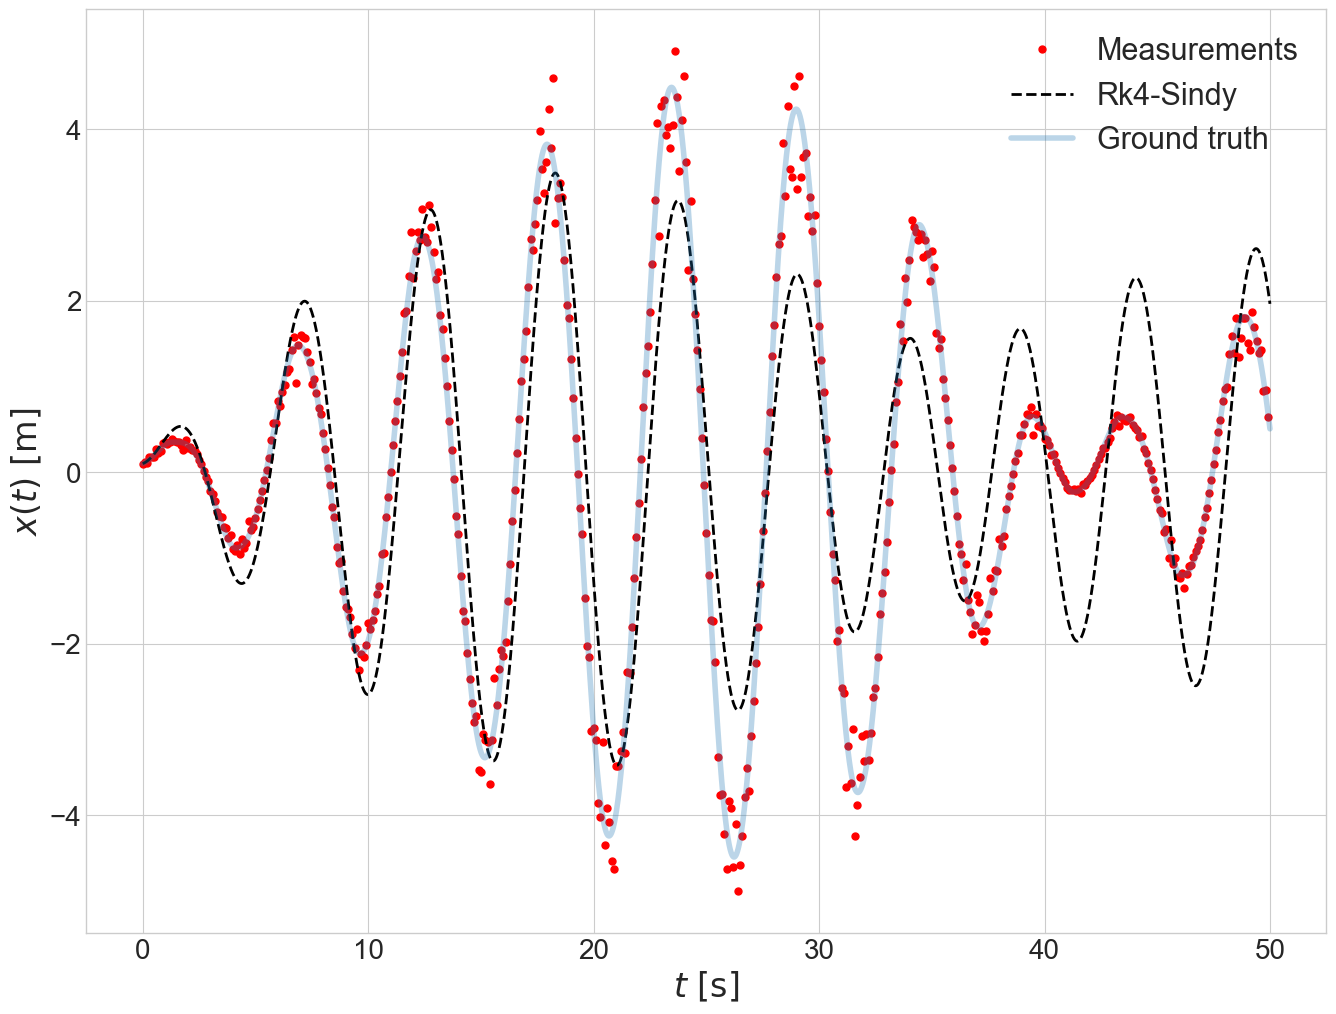 Measurements
Rk4-Sindy
Ground truth
x(t) [m]
4
2
0
−2
−4
0 10 20 30 40 50
t [s]